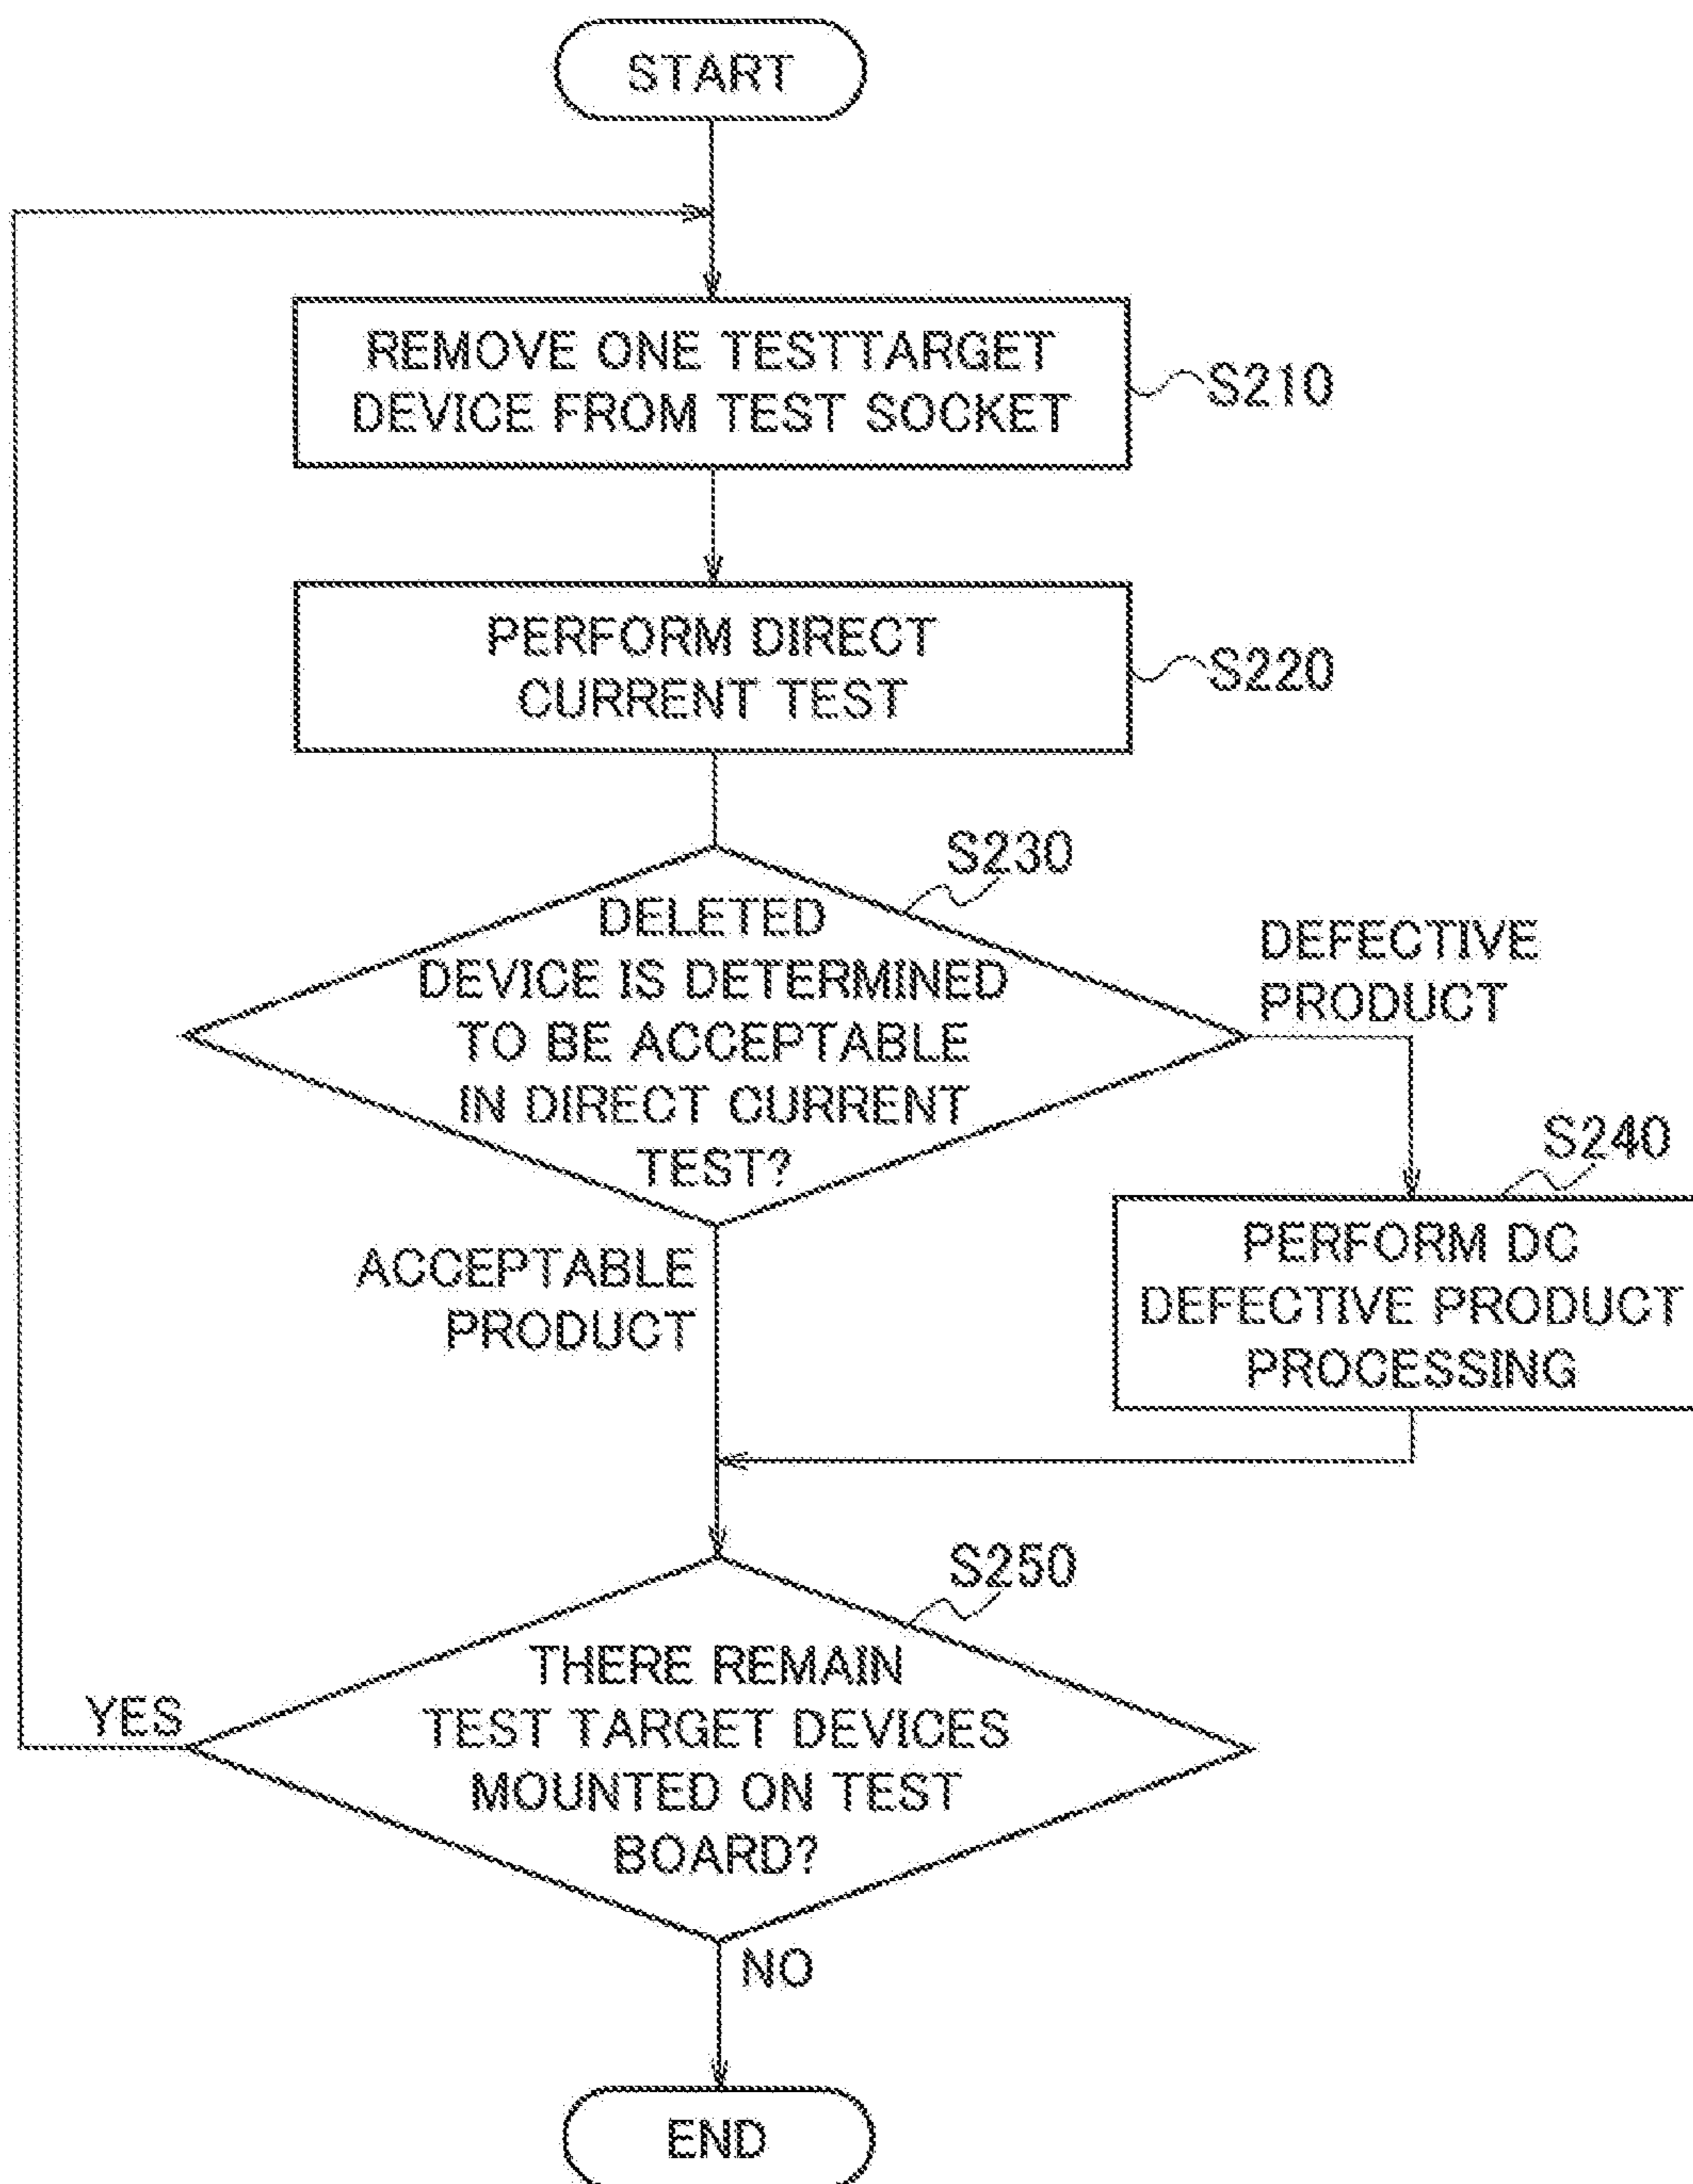 START
REMOVE ONE TESTTARGET
DEVICE FROM TEST SOCKET
S210
PERFORM DIRECT
CURRENT TEST
S220
S230
DELETED
DEVICE IS DETERMINED
TO BE ACCEPTABLE
IN DIRECT CURRENT
TEST?
DEFECTIVE
PRODUCT
S240
PERFORM DC
DEFECTIVE PRODUCT
PROCESSING
ACCEPTABLE
PRODUCT
S250
THERE REMAIN
TEST TARGET DEVICES
MOUNTED ON TEST
BOARD?
YES
NO
END